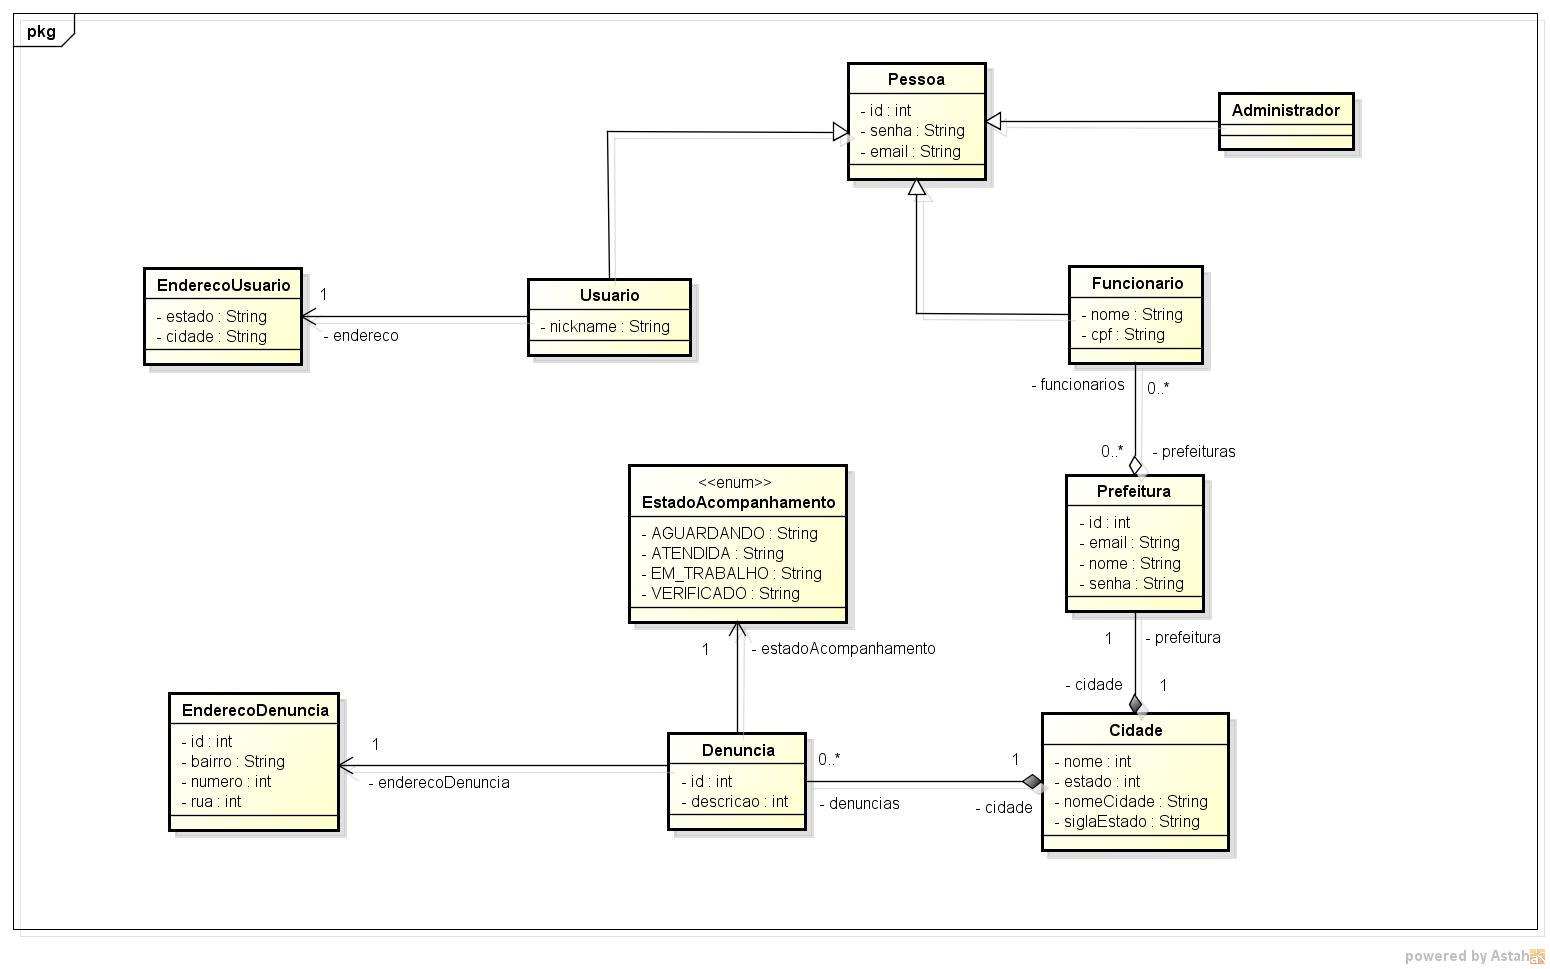 pkg
Pessoa
- id : int
- senha : String
- email : String
Administrador
EnderecoUsuario
- estado : String
- cidade : String
1
- endereco
Usuario
- nickname : String
Funcionario
- nome : String
- cpf : String
- funcionarios
0..*
0..*
- prefeituras
<<enum>>
EstadoAcompanhamento
- AGUARDANDO : String
- ATENDIDA : String
- EM_TRABALHO : String
- VERIFICADO : String
Prefeitura
- id : int
- email : String
- nome : String
- senha : String
1
- estadoAcompanhamento
1
- prefeitura
- cidade
1
EnderecoDenuncia
- id : int
- bairro : String
- numero : int
- rua : int
1
- enderecoDenuncia
Denuncia
- id : int
- descricao : int
0..*
- denuncias
1
- cidade
Cidade
- nome : int
- estado : int
- nomeCidade : String
- siglaEstado : String
powered by Astah